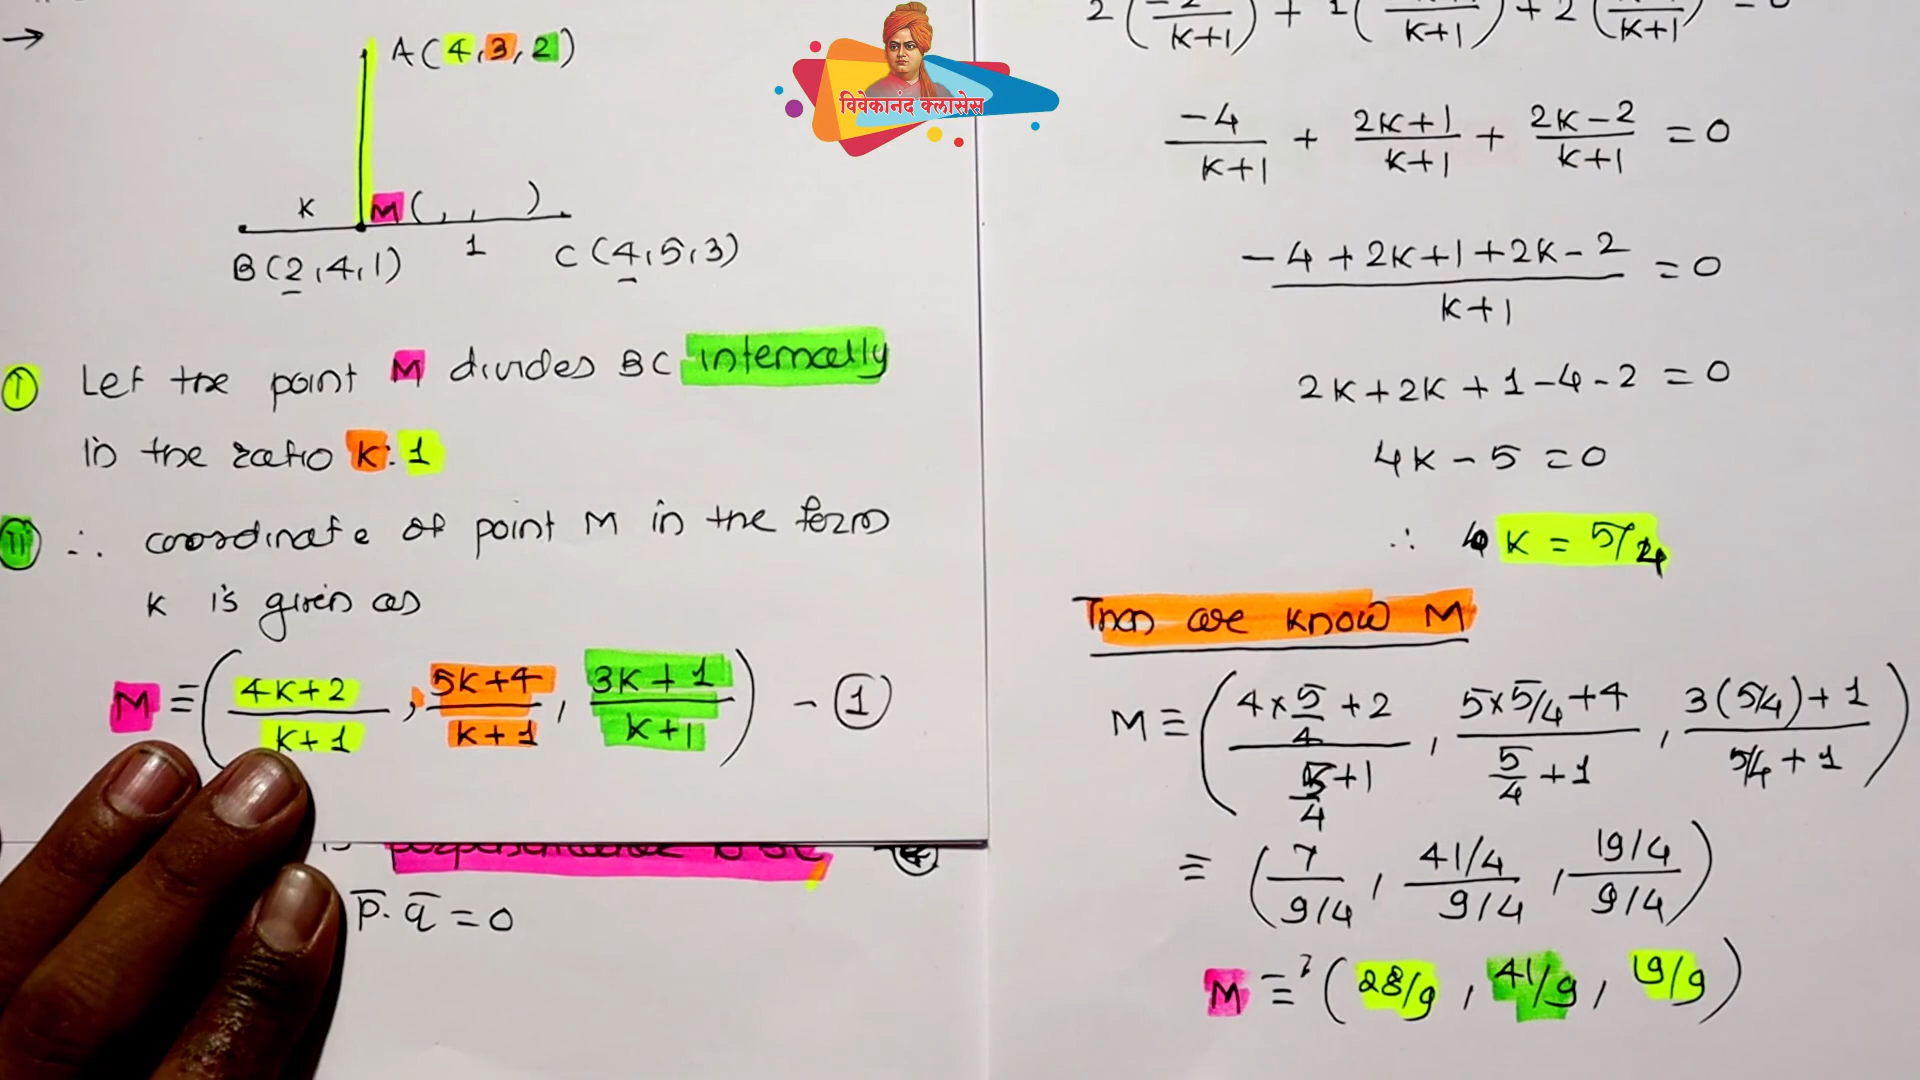 →
A(4,3,2)
K M( , , )
1
B(2,4,1) C(4,5,3)
I Let the point M divides BC internally
in the ratio K:1
II ∴ coordinate of point M in the form
K is given as
M ≡ (4K+2/K+1, 5K+4/K+1, 3K+1/K+1) - (1)
p̄.q̄ = 0
विवेकानंद क्लासेस
-4/K+1 + 2K+1/K+1 + 2K-2/K+1 = 0
-4+2K+1+2K-2/K+1 = 0
2K+2K+1-4-2 = 0
4K-5 = 0
∴ K = 5/4
Then we know M
M ≡ (4×5/4+2/5/4+1, 5×5/4+4/5/4+1, 3(5/4)+1/5/4+1)
≡ (7/9/4, 41/4/9/4, 19/4/9/4)
M ≡ (28/9, 41/9, 19/9)